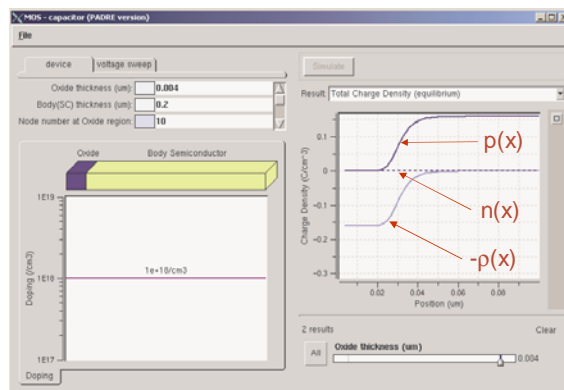 MOS - capacitor (PADRE version)
File
device
voltage sweep
Oxide thickness (um): 0.004
Body(SC) thickness (um): 0.2
Node number at Oxide region: 10
Oxide
Body Semiconductor
1E19
1E18
1E17
Doping (/cm3)
1e+18/cm3
Doping
Simulate
Result: Total Charge Density (equilibrium)
0.1
0
-0.1
-0.2
-0.3
Charge Density (C/cm^3)
p(x)
n(x)
-ρ(x)
0.02
0.04
0.06
0.08
Position (um)
2 results
Clear
All
Oxide thickness (um)
0.004